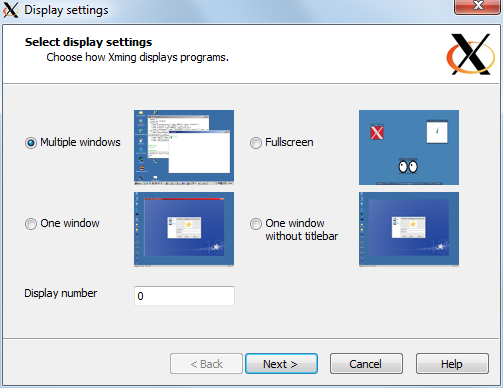 Display settings
Select display settings
Choose how Xming displays programs.
Multiple windows
Fullscreen
One window
One window
without titlebar
Display number
0
< Back
Next >
Cancel
Help